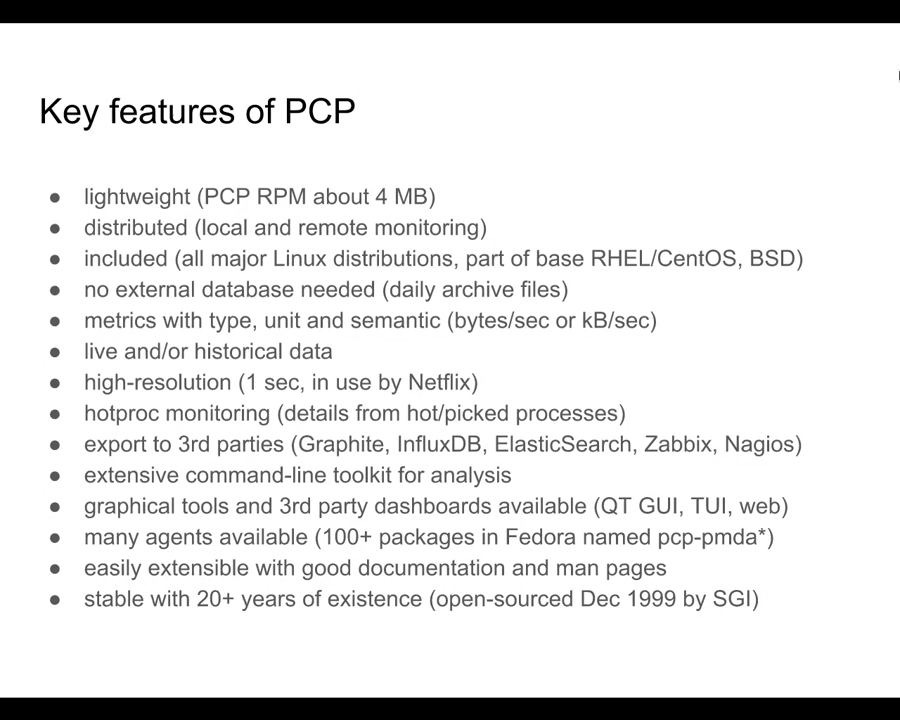 Key features of PCP
● lightweight (PCP RPM about 4 MB)
● distributed (local and remote monitoring)
● included (all major Linux distributions, part of base RHEL/CentOS, BSD)
● no external database needed (daily archive files)
● metrics with type, unit and semantic (bytes/sec or kB/sec)
● live and/or historical data
● high-resolution (1 sec, in use by Netflix)
● hotproc monitoring (details from hot/picked processes)
● export to 3rd parties (Graphite, InfluxDB, ElasticSearch, Zabbix, Nagios)
● extensive command-line toolkit for analysis
● graphical tools and 3rd party dashboards available (QT GUI, TUI, web)
● many agents available (100+ packages in Fedora named pcp-pmda*)
● easily extensible with good documentation and man pages
● stable with 20+ years of existence (open-sourced Dec 1999 by SGI)